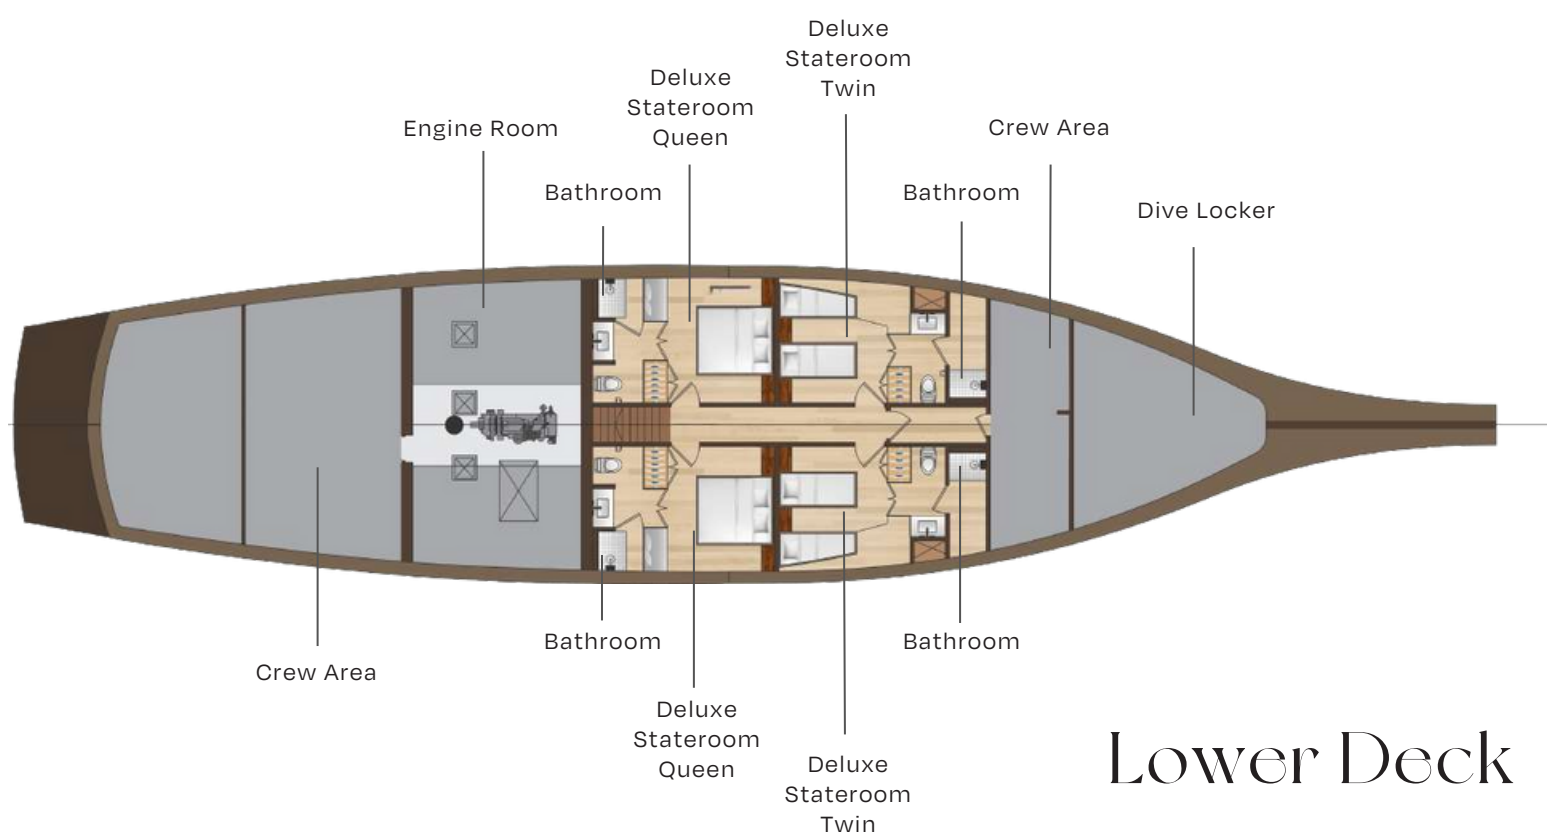 Deluxe
Stateroom
Twin
Deluxe
Stateroom
Queen
Engine Room
Crew Area
Bathroom
Bathroom
Dive Locker
Bathroom
Bathroom
Crew Area
Deluxe
Stateroom
Queen
Deluxe
Stateroom
Twin
Lower Deck